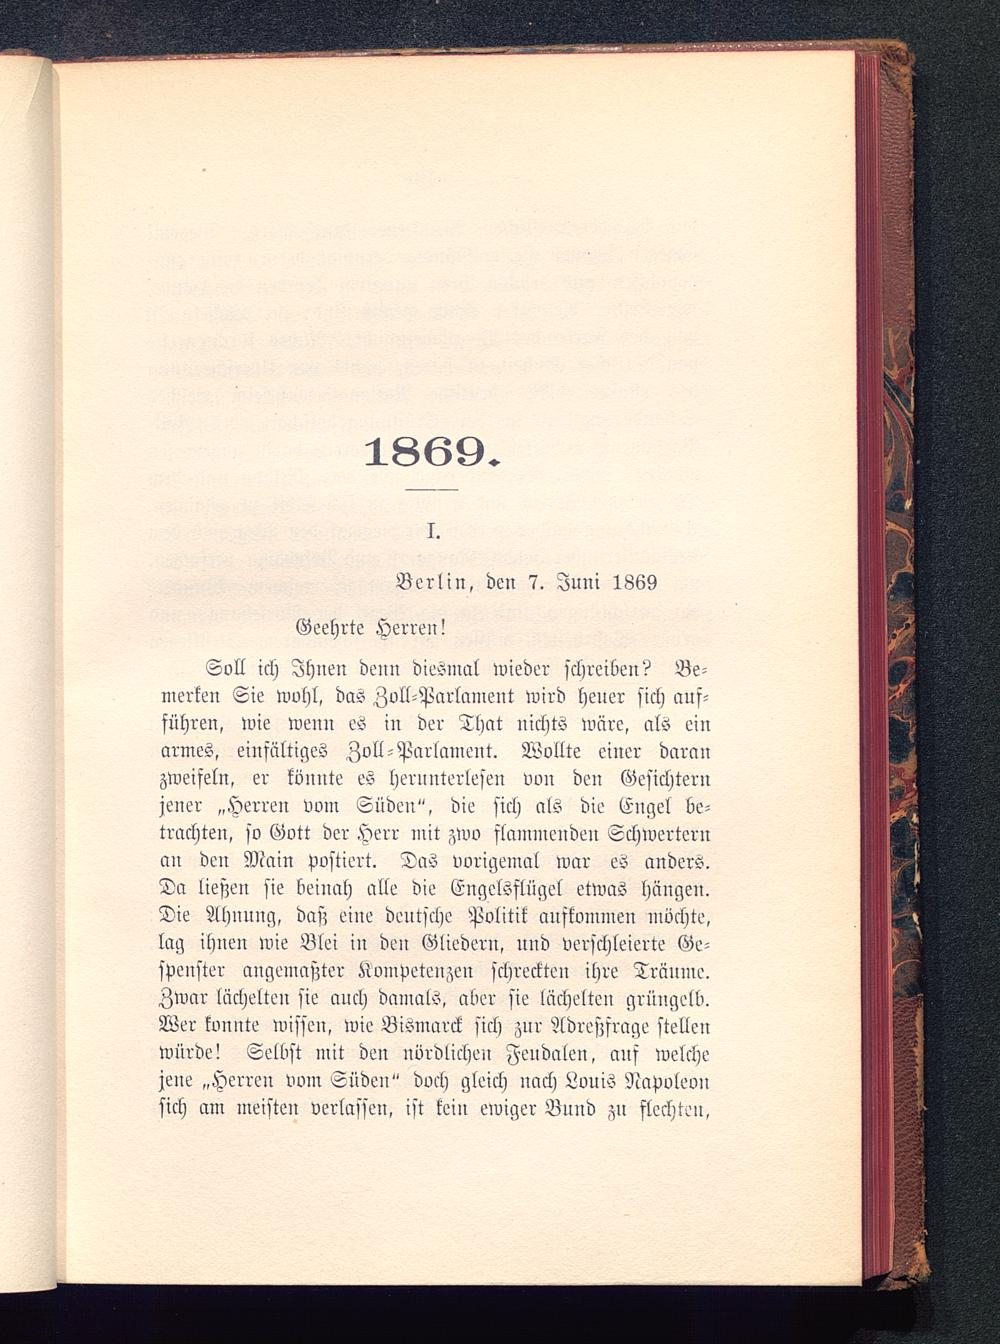 1869.
I.
Berlin, den 7. Juni 1869
Geehrte Herren!
Soll ich Ihnen denn diesmal wieder schreiben? Be-
merken Sie wohl, das Zoll-Parlament wird heuer sich auf-
führen, wie wenn es in der That nichts wäre, als ein
armes, einfältiges Zoll-Parlament. Wollte einer daran
zweifeln, er könnte es herunterlesen von den Gesichtern
jener „Herren vom Süden“, die sich als die Engel be-
trachten, so Gott der Herr mit zwo flammenden Schwertern
an den Main postiert. Das vorigemal war es anders.
Da ließen sie beinah alle die Engelsflügel etwas hängen.
Die Ahnung, daß eine deutsche Politik aufkommen möchte,
lag ihnen wie Blei in den Gliedern, und verschleierte Ge-
spenster angemaßter Kompetenzen schreckten ihre Träume.
Zwar lächelten sie auch damals, aber sie lächelten grüngelb.
Wer konnte wissen, wie Bismarck sich zur Adreßfrage stellen
würde! Selbst mit den nördlichen Feudalen, auf welche
jene „Herren vom Süden“ doch gleich nach Louis Napoleon
sich am meisten verlassen, ist kein ewiger Bund zu flechten,